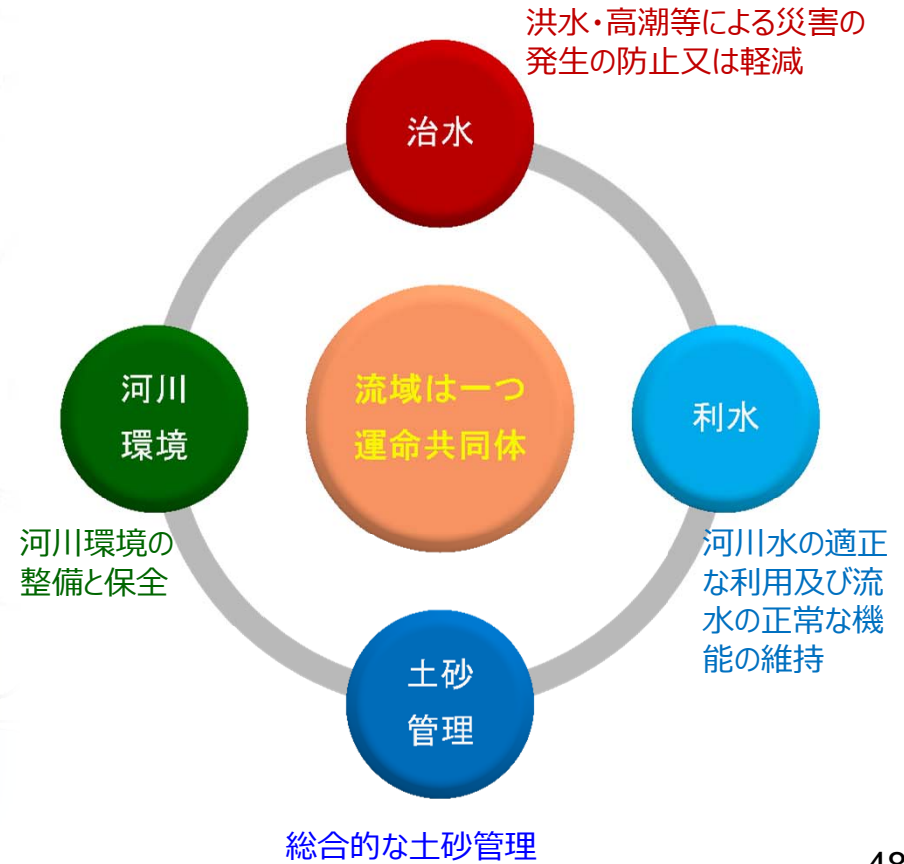 洪水・高潮等による災害の
発生の防止又は軽減
治水
河川
環境
流域は一つ
運命共同体
利水
河川環境の
整備と保全
河川水の適正
な利用及び流
水の正常な機
能の維持
土砂
管理
総合的な土砂管理
48